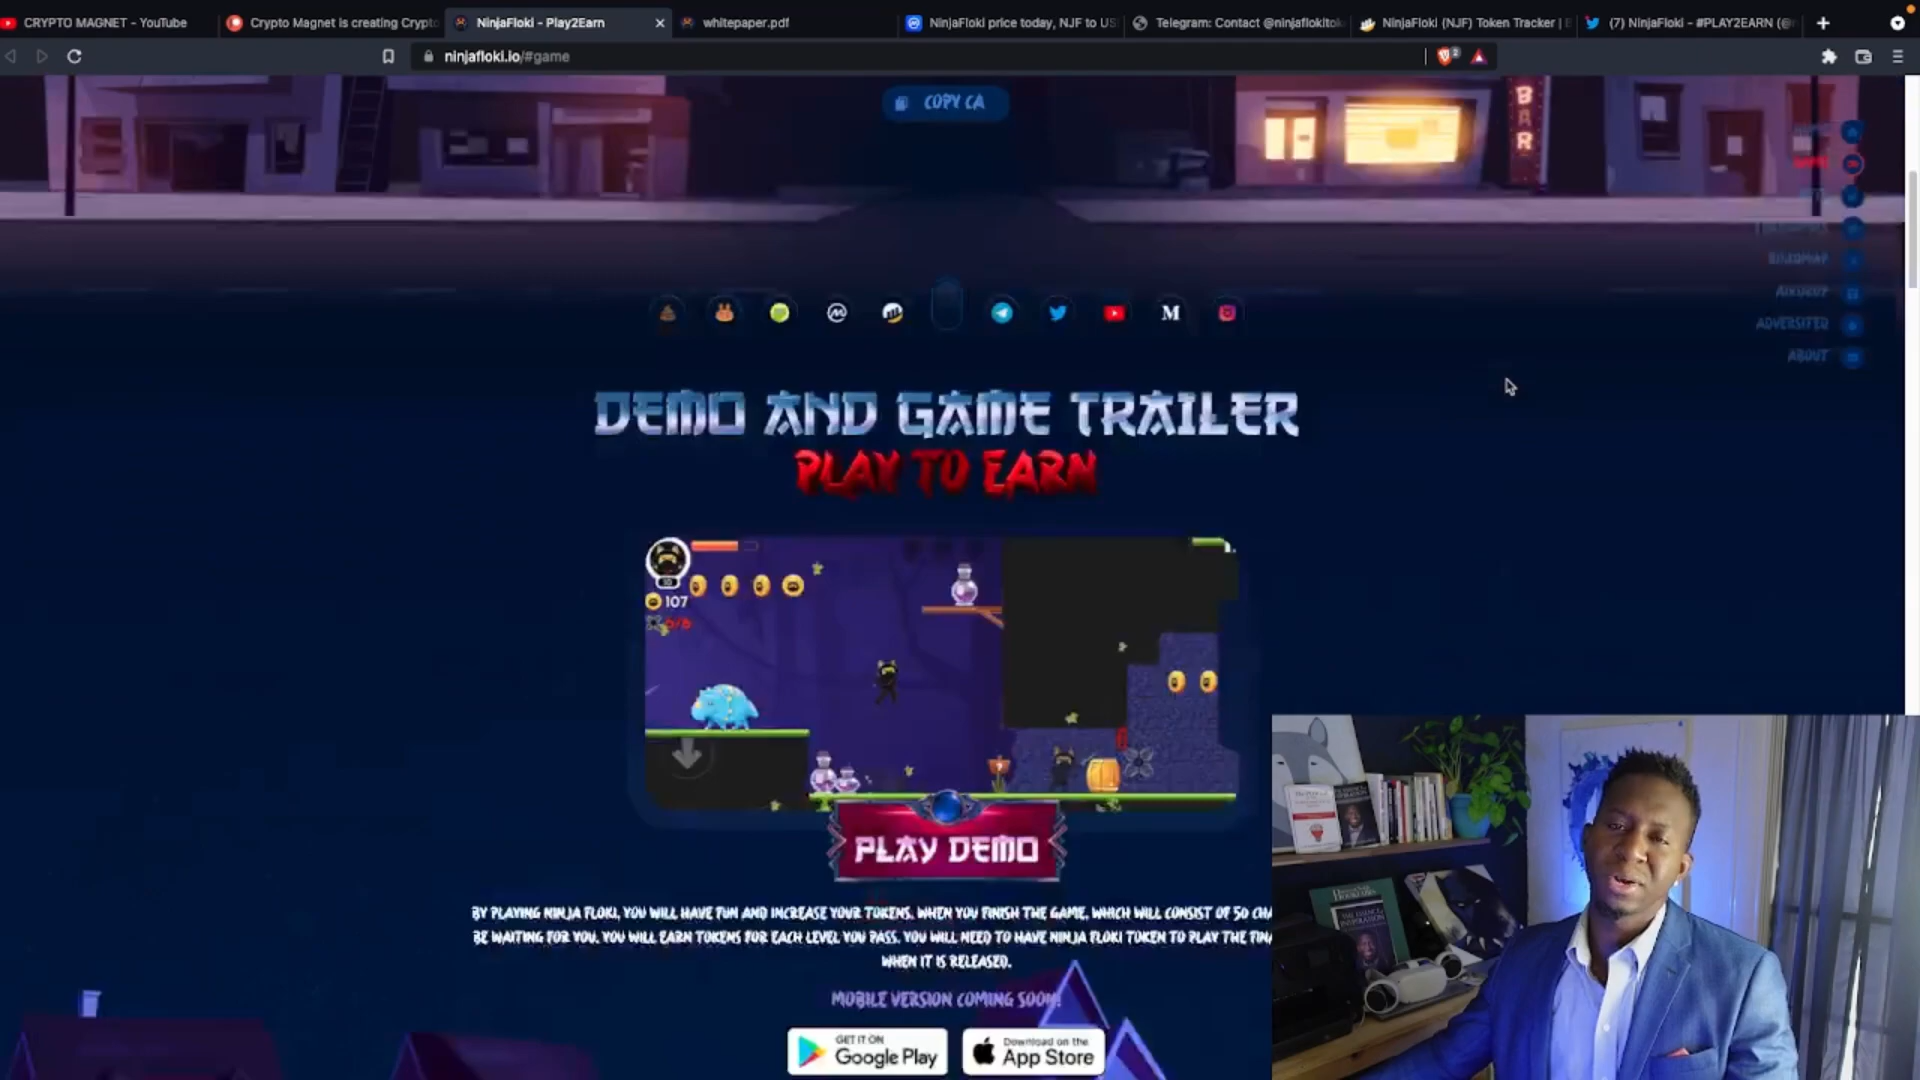 CRYPTO MAGNET - YouTube
Crypto Magnet is creating Crypto
NinjaFloki - Play2Earn
whitepaper.pdf
NinjaFloki price today, NJF to US
Telegram: Contact @ninjaflokitok
NinjaFloki (NJF) Token Tracker | E
(7) NinjaFloki - #PLAY2EARN (@n
ninjafloki.io/#game
COPY CA
BAR
ROADMAP
AIRDROP
ADVERSITED
ABOUT
DEMO AND GAME TRAILER
PLAY TO EARN
107
0/6
PLAY DEMO
BY PLAYING NINJA FLOKI, YOU WILL HAVE FUN AND INCREASE YOUR TOKENS. WHEN YOU FINISH THE GAME, WHICH WILL CONSIST OF 50 CHA
BE WAITING FOR YOU. YOU WILL EARN TOKENS FOR EACH LEVEL YOU PASS. YOU WILL NEED TO HAVE NINJA FLOKI TOKEN TO PLAY THE FINA
WHEN IT IS RELEASED.
MOBILE VERSION COMING SOON!
GET IT ON
Google Play
Download on the
App Store